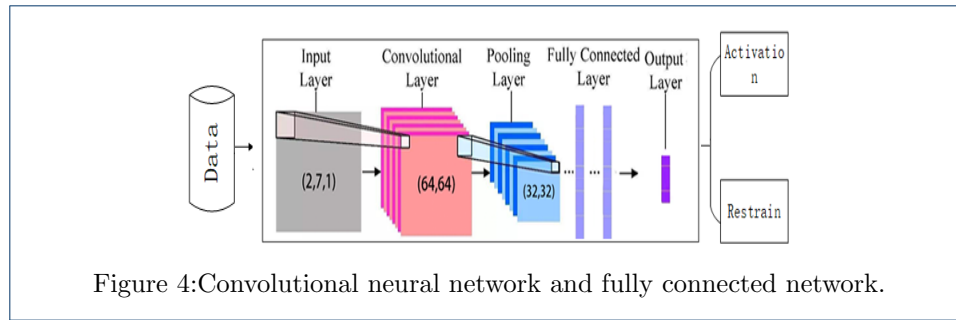 Data
Input
Layer
(2,7,1)
Convolutional
Layer
(64,64)
Pooling
Layer
(32,32)
Fully Connected
Layer
...
...
Output
Layer
Activatio
n
Restrain
Figure 4:Convolutional neural network and fully connected network.